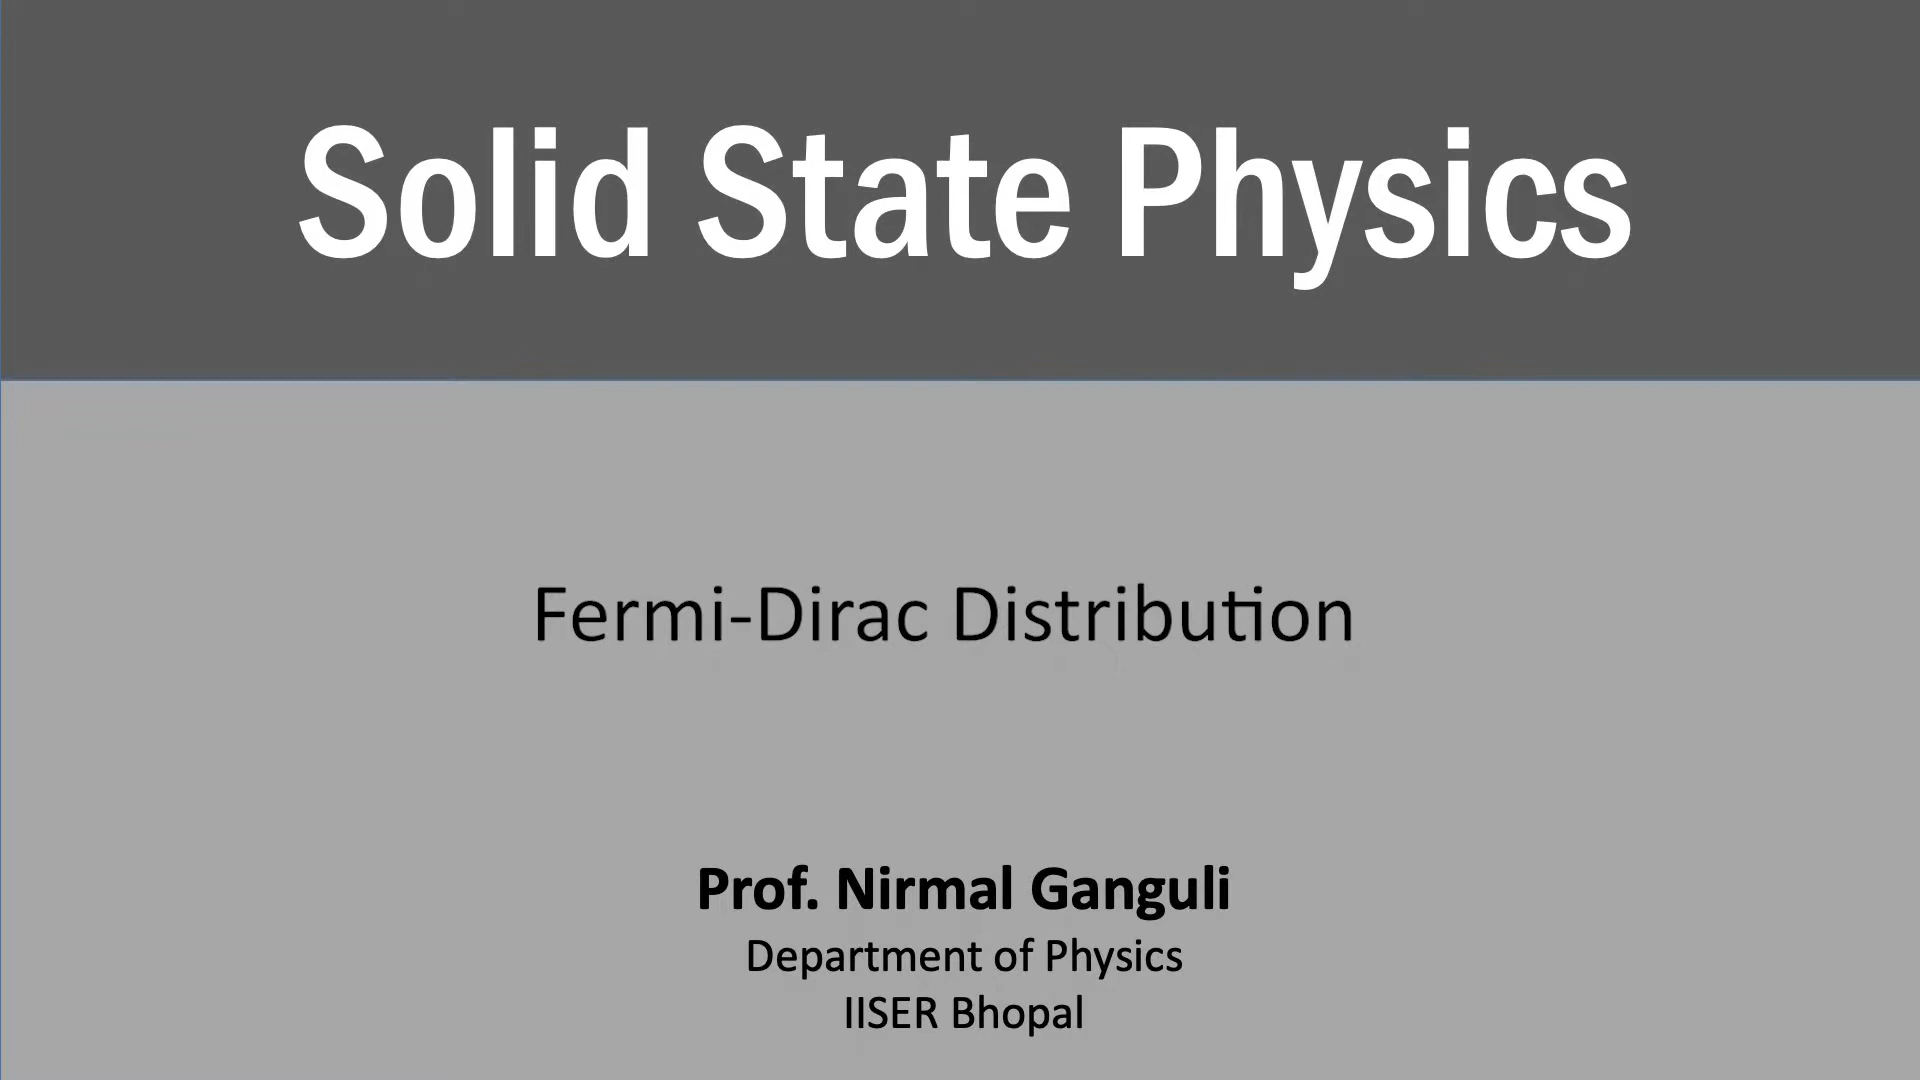 Solid State Physics
Fermi-Dirac Distribution
Prof. Nirmal Ganguli
Department of Physics
IISER Bhopal